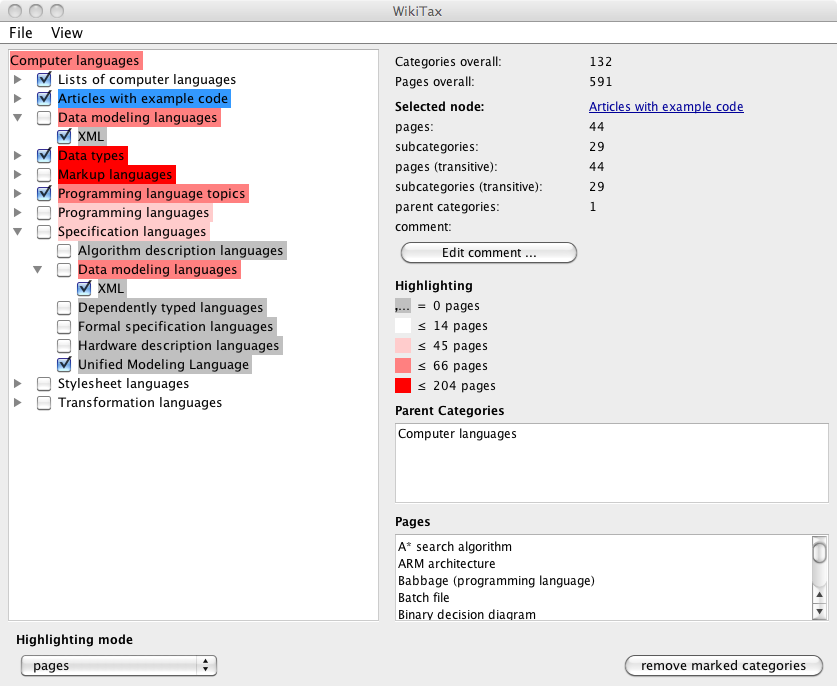 WikiTax
File View
Computer languages
Lists of computer languages
Articles with example code
Data modeling languages
XML
Data types
Markup languages
Programming language topics
Programming languages
Specification languages
Algorithm description languages
Data modeling languages
XML
Dependently typed languages
Formal specification languages
Hardware description languages
Unified Modeling Language
Stylesheet languages
Transformation languages
Highlighting mode
pages
Categories overall: 132
Pages overall: 591
Selected node: Articles with example code
pages: 44
subcategories: 29
pages (transitive): 44
subcategories (transitive): 29
parent categories: 1
comment:
Edit comment ...
Highlighting
,... = 0 pages
≤ 14 pages
≤ 45 pages
≤ 66 pages
≤ 204 pages
Parent Categories
Computer languages
Pages
A* search algorithm
ARM architecture
Babbage (programming language)
Batch file
Binary decision diagram
remove marked categories